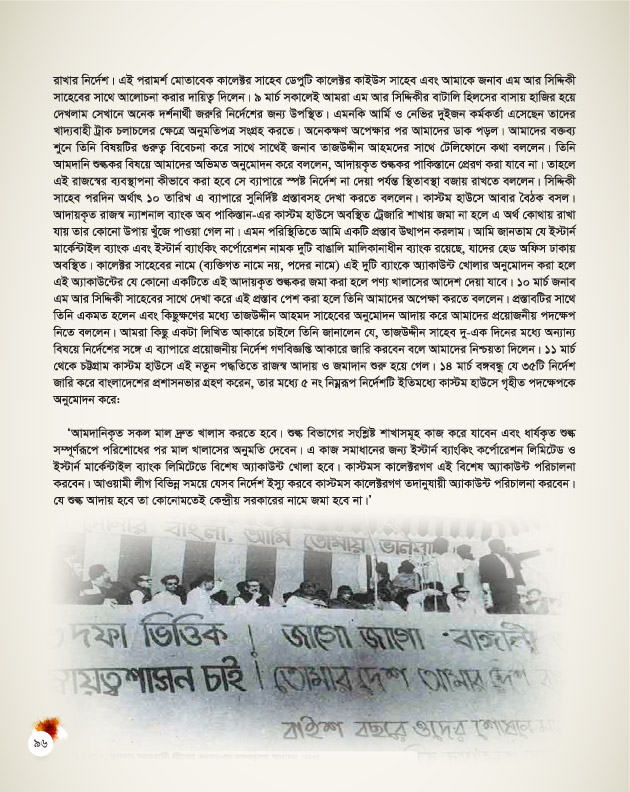 রাখার নির্দেশ। এই পরামর্শ মোতাবেক কালেক্টর সাহেব ডেপুটি কালেক্টর কাইউস সাহেব এবং আমাকে জনাব এম আর সিদ্দিকী
সাহেবের সাথে আলোচনা করার দায়িত্ব দিলেন। ৯ মার্চ সকালেই আমরা এম আর সিদ্দিকীর বাটালি হিলসের বাসায় হাজির হয়ে
দেখলাম সেখানে অনেক দর্শনার্থী জরুরি নির্দেশের জন্য উপস্থিত। এমনকি আর্মি ও নেভির দুইজন কর্মকর্তা এসেছেন তাদের
খাদ্যবাহী ট্রাক চলাচলের ক্ষেত্রে অনুমতিপত্র সংগ্রহ করতে। অনেকক্ষণ অপেক্ষার পর আমাদের ডাক পড়ল। আমাদের বক্তব্য
শুনে তিনি বিষয়টির গুরুত্ব বিবেচনা করে সাথে সাথেই জনাব তাজউদ্দীন আহমদের সাথে টেলিফোনে কথা বললেন। তিনি
আমদানি শুল্ককর বিষয়ে আমাদের অভিমত অনুমোদন করে বললেন, আদায়কৃত শুল্ককর পাকিস্তানে প্রেরণ করা যাবে না। তাহলে
এই রাজস্বের ব্যবস্থাপনা কীভাবে করা হবে সে ব্যাপারে স্পষ্ট নির্দেশ না দেয়া পর্যন্ত স্থিতাবস্থা বজায় রাখতে বললেন। সিদ্দিকী
সাহেব পরদিন অর্থাৎ ১০ তারিখ এ ব্যাপারে সুনির্দিষ্ট প্রস্তাবসহ দেখা করতে বললেন। কাস্টম হাউসে আবার বৈঠক বসল।
আদায়কৃত রাজস্ব ন্যাশনাল ব্যাংক অব পাকিস্তান-এর কাস্টম হাউসে অবস্থিত ট্রেজারি শাখায় জমা না হলে এ অর্থ কোথায় রাখা
যায় তার কোনো উপায় খুঁজে পাওয়া গেল না। এমন পরিস্থিতিতে আমি একটি প্রস্তাব উত্থাপন করলাম। আমি জানতাম যে ইস্টার্ন
মার্কেন্টাইল ব্যাংক এবং ইস্টার্ন ব্যাংকিং কর্পোরেশন নামক দুটি বাঙালি মালিকানাধীন ব্যাংক রয়েছে, যাদের হেড অফিস ঢাকায়
অবস্থিত। কালেক্টর সাহেবের নামে (ব্যক্তিগত নামে নয়, পদের নামে) এই দুটি ব্যাংকে অ্যাকাউন্ট খোলার অনুমোদন করা হলে
এই অ্যাকাউন্টের যে কোনো একটিতে এই আদায়কৃত শুল্ককর জমা করা হলে পণ্য খালাসের আদেশ দেয়া যাবে। ১০ মার্চ জনাব
এম আর সিদ্দিকী সাহেবের সাথে দেখা করে এই প্রস্তাব পেশ করা হলে তিনি আমাদের অপেক্ষা করতে বললেন। প্রস্তাবটির সাথে
তিনি একমত হলেন এবং কিছুক্ষণের মধ্যে তাজউদ্দীন আহমদ সাহেবের অনুমোদন আদায় করে আমাদের প্রয়োজনীয় পদক্ষেপ
নিতে বললেন। আমরা কিছু একটা লিখিত আকারে চাইলে তিনি জানালেন যে, তাজউদ্দীন সাহেব দু-এক দিনের মধ্যে অন্যান্য
বিষয়ে নির্দেশের সঙ্গে এ ব্যাপারে প্রয়োজনীয় নির্দেশ গণবিজ্ঞপ্তি আকারে জারি করবেন বলে আমাদের নিশ্চয়তা দিলেন। ১১ মার্চ
থেকে চট্টগ্রাম কাস্টম হাউসে এই নতুন পদ্ধতিতে রাজস্ব আদায় ও জমাদান শুরু হয়ে গেল। ১৪ মার্চ বঙ্গবন্ধু যে ৩৫টি নির্দেশ
জারি করে বাংলাদেশের প্রশাসনভার গ্রহণ করেন, তার মধ্যে ৫ নং নিম্নরূপ নির্দেশটি ইতিমধ্যে কাস্টম হাউসে গৃহীত পদক্ষেপকে
অনুমোদন করে:
‘আমদানিকৃত সকল মাল দ্রুত খালাস করতে হবে। শুল্ক বিভাগের সংশ্লিষ্ট শাখাসমূহ কাজ করে যাবেন এবং ধার্যকৃত শুল্ক
সম্পূর্ণরূপে পরিশোধের পর মাল খালাসের অনুমতি দেবেন। এ কাজ সমাধানের জন্য ইস্টার্ন ব্যাংকিং কর্পোরেশন লিমিটেড ও
ইস্টার্ন মার্কেন্টাইল ব্যাংক লিমিটেডে বিশেষ অ্যাকাউন্ট খোলা হবে। কাস্টমস কালেক্টরগণ এই বিশেষ অ্যাকাউন্ট পরিচালনা
করবেন। আওয়ামী লীগ বিভিন্ন সময়ে যেসব নির্দেশ ইস্যু করবে কাস্টমস কালেক্টরগণ তদানুযায়ী অ্যাকাউন্ট পরিচালনা করবেন।
যে শুল্ক আদায় হবে তা কোনোমতেই কেন্দ্রীয় সরকারের নামে জমা হবে না।’
বাংলা, আমি তোমায়
দফা ভিত্তিক ! জাগো জাগো বাঙ্গালী
স্বায়ত্বশাসন চাই ! তোমার দেশ আমার দেশ
বাইশ বছরে ওদের
৯৬